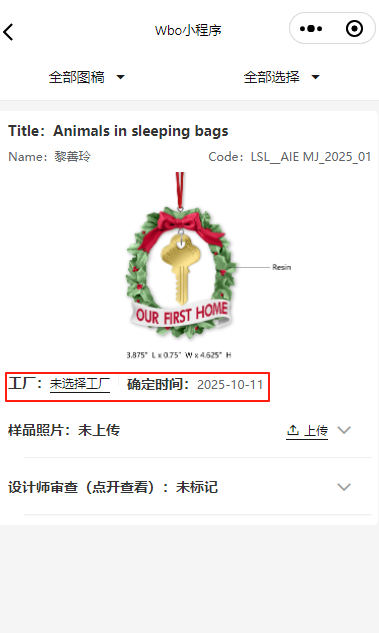 Wbo小程序
全部图稿 全部选择
Title：Animals in sleeping bags
Name：黎善玲 Code：LSL__AIE MJ_2025_01
Resin
OUR FIRST HOME
3.875" L x 0.75" W x 4.625" H
工厂：未选择工厂 确定时间：2025-10-11
样品照片：未上传 上传
设计师审查（点开查看）：未标记